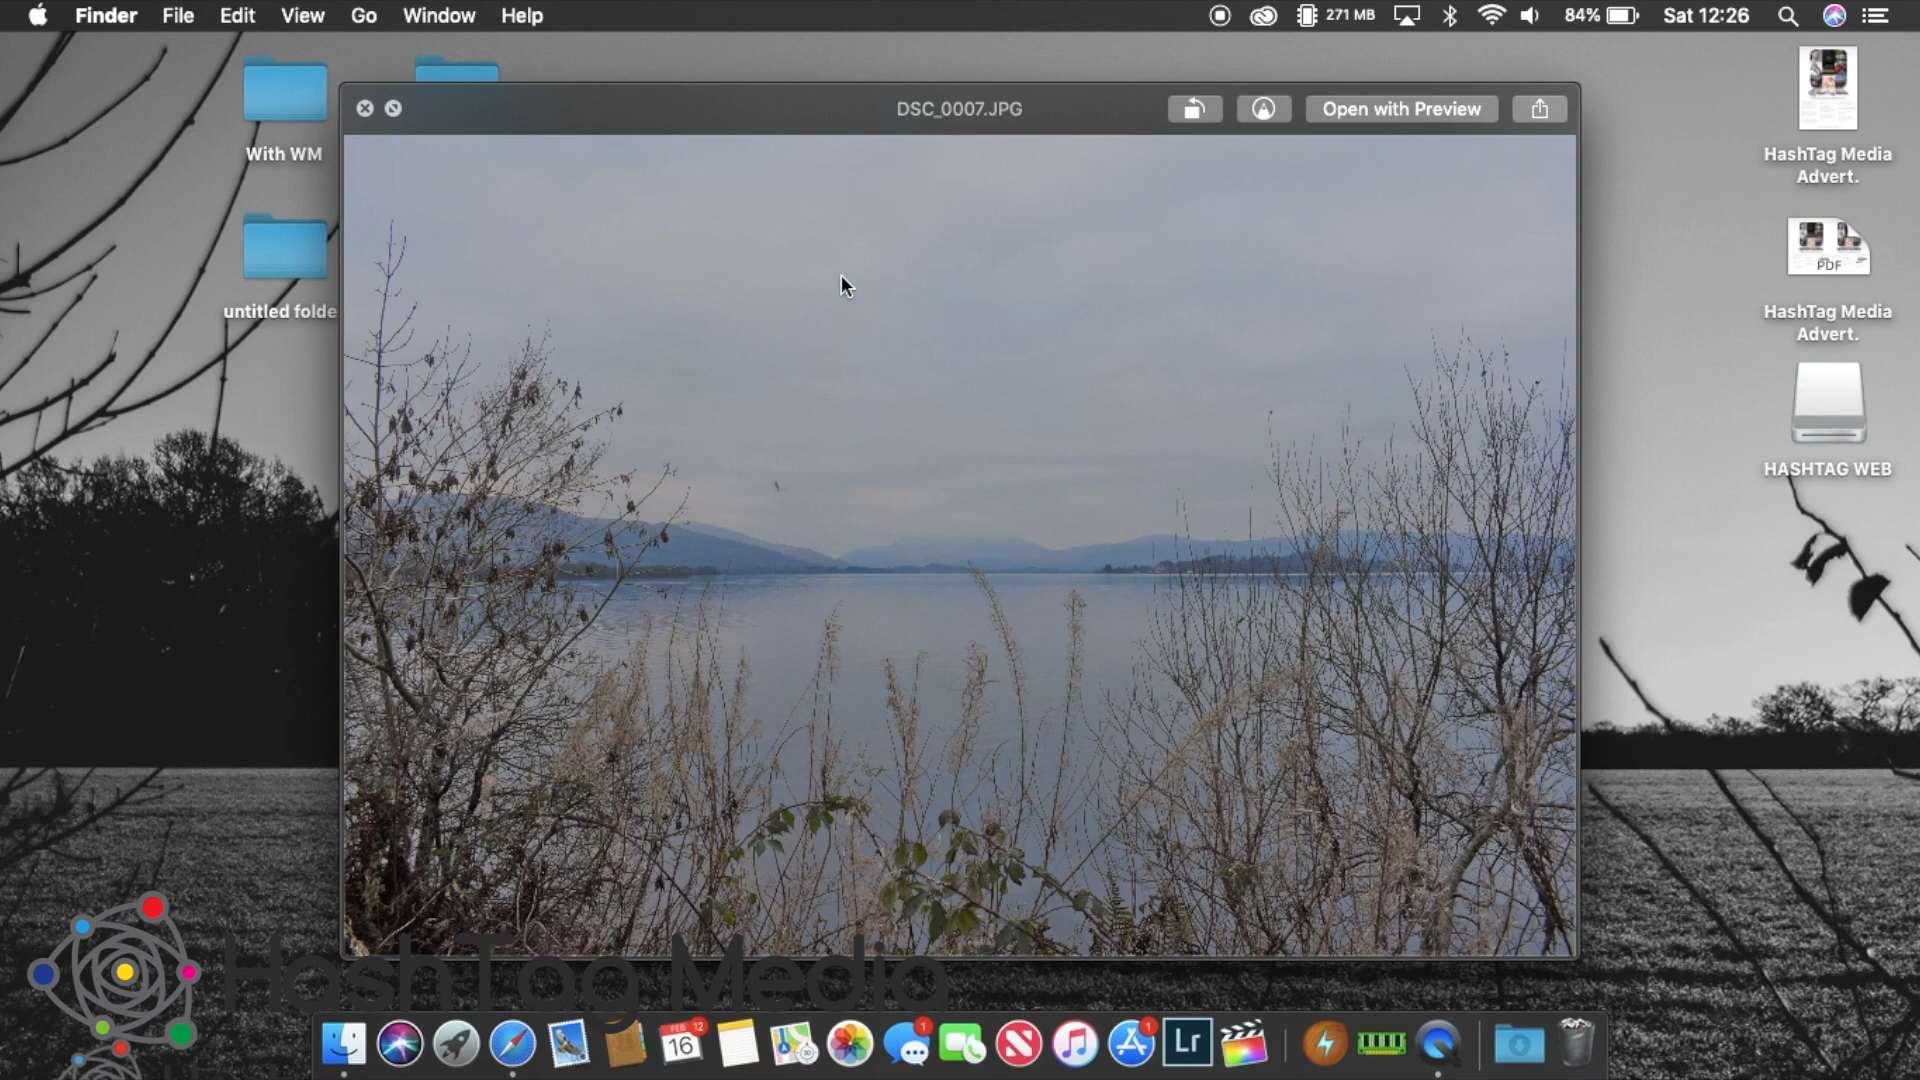 Finder File Edit View Go Window Help 271 MB 84% Sat 12:26
DSC_0007.JPG Open with Preview
With WM
untitled folde
HashTag Media
Advert.
PDF
HashTag Media
Advert.
HASHTAG WEB
HashTag Media
FEB 12
16
1
1
Lr